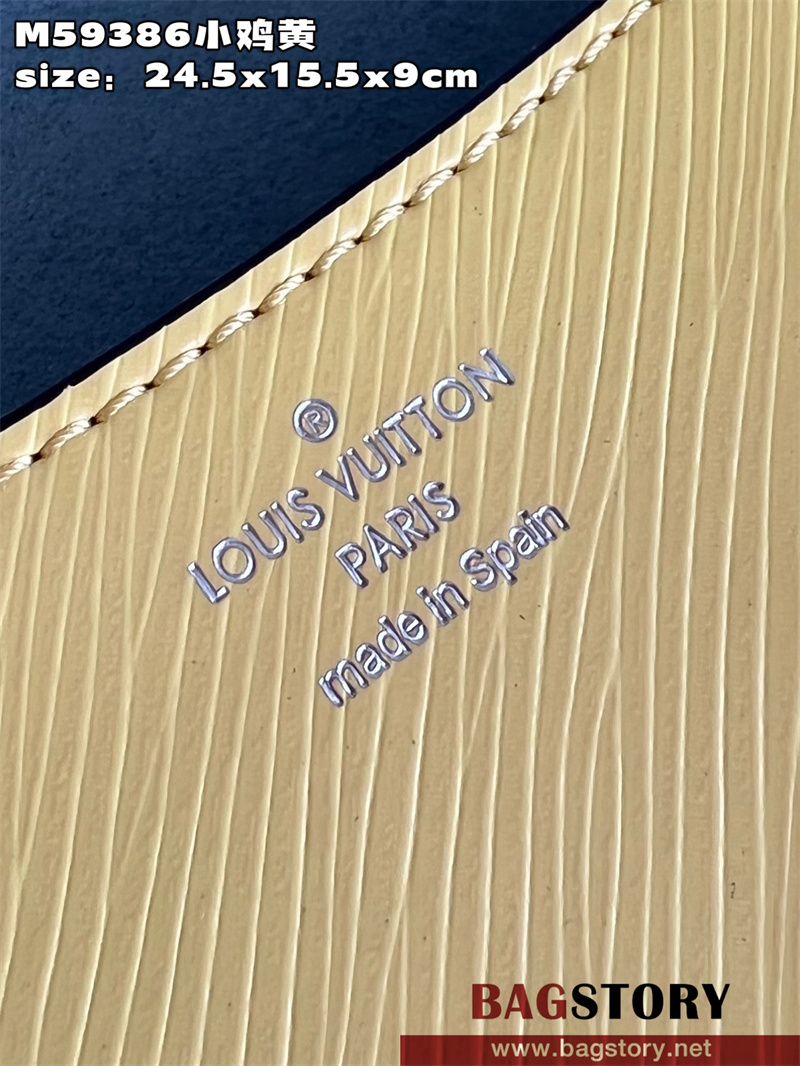 M59386小鸡黄
size：24.5x15.5x9cm
®
LOUIS VUITTON
PARIS
made in Spain
BAGSTORY
www.bagstory.net